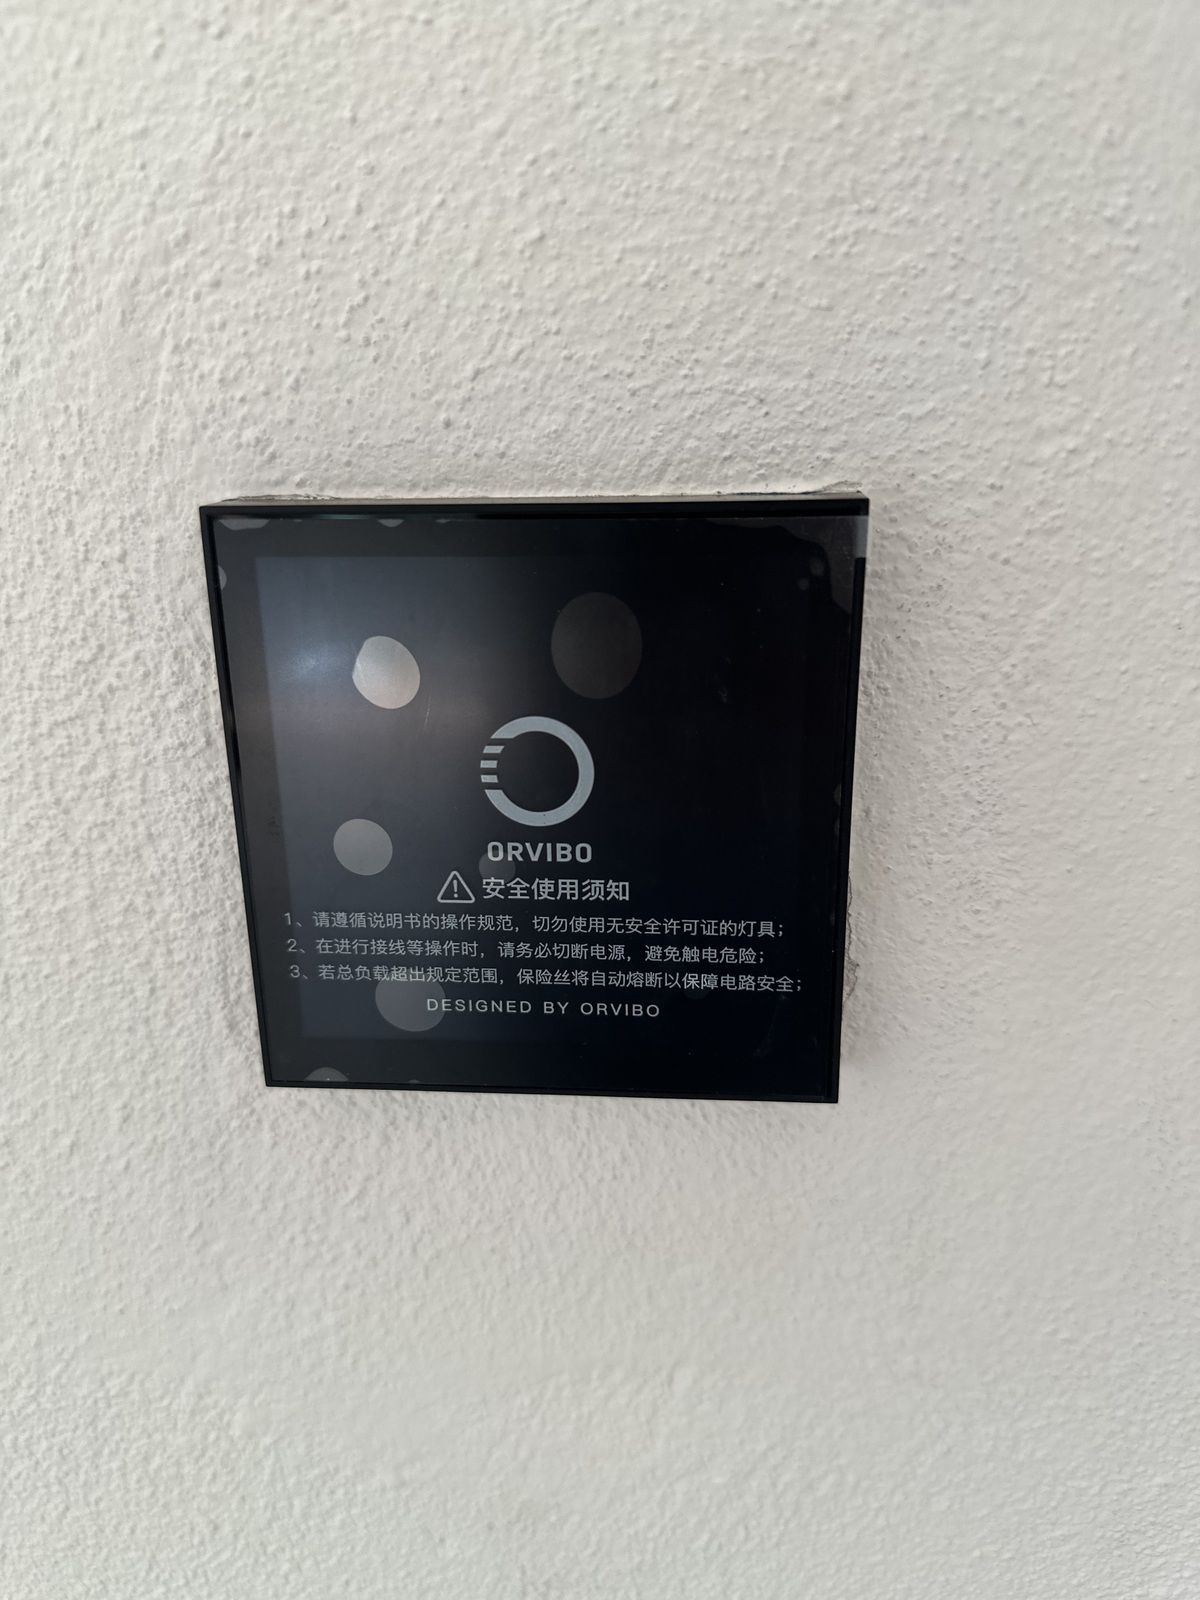 ORVIBO
安全使用须知
1、请遵循说明书的操作规范，切勿使用无安全许可证的灯具；
2、在进行接线等操作时，请务必切断电源，避免触电危险；
3、若总负载超出规定范围，保险丝将自动熔断以保障电路安全；
DESIGNED BY ORVIBO